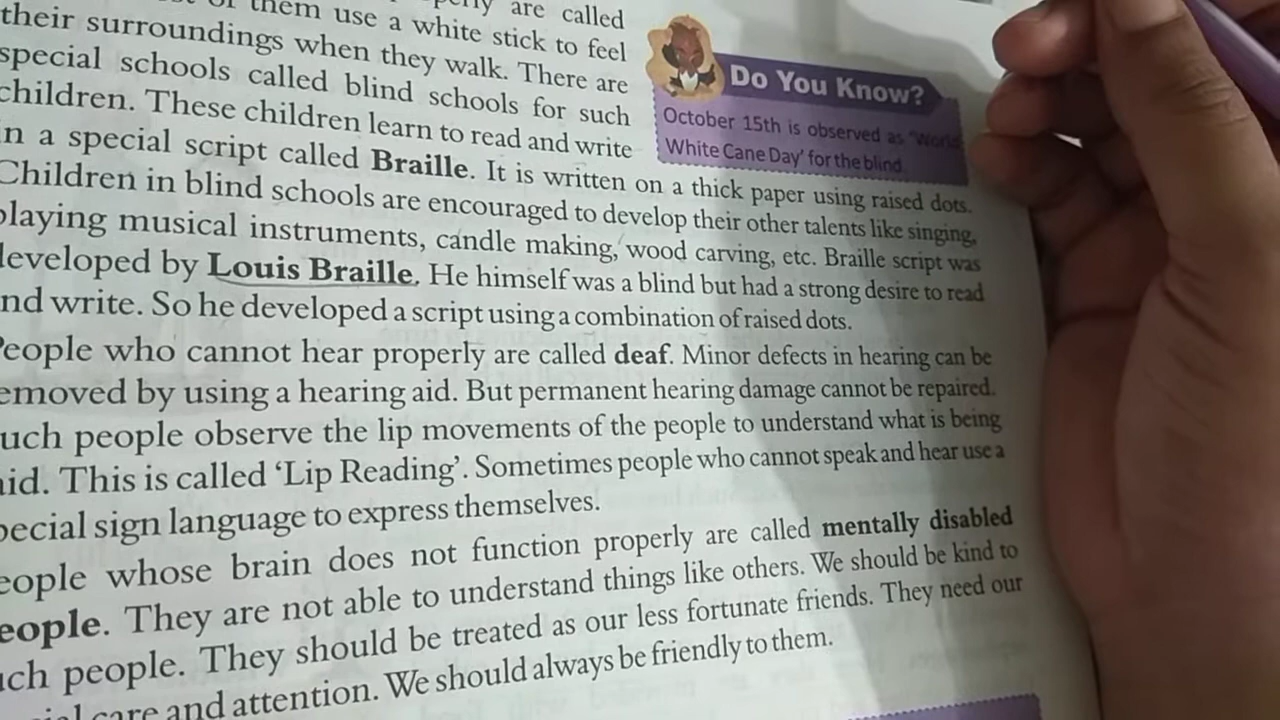 are called
them use a white stick to feel
their surroundings when they walk. There are
special schools called blind schools for such
children. These children learn to read and write
in a special script called Braille. It is written on a thick paper using raised dots.
Children in blind schools are encouraged to develop their other talents like singing,
playing musical instruments, candle making, wood carving, etc. Braille script was
developed by Louis Braille. He himself was a blind but had a strong desire to read
nd write. So he developed a script using a combination of raised dots.
People who cannot hear properly are called deaf. Minor defects in hearing can be
emoved by using a hearing aid. But permanent hearing damage cannot be repaired.
uch people observe the lip movements of the people to understand what is being
aid. This is called 'Lip Reading'. Sometimes people who cannot speak and hear use a
pecial sign language to express themselves.
eople whose brain does not function properly are called mentally disabled
eople. They are not able to understand things like others. We should be kind to
uch people. They should be treated as our less fortunate friends. They need our
cial care and attention. We should always be friendly to them.
Do You Know?
October 15th is observed as "World
White Cane Day' for the blind.